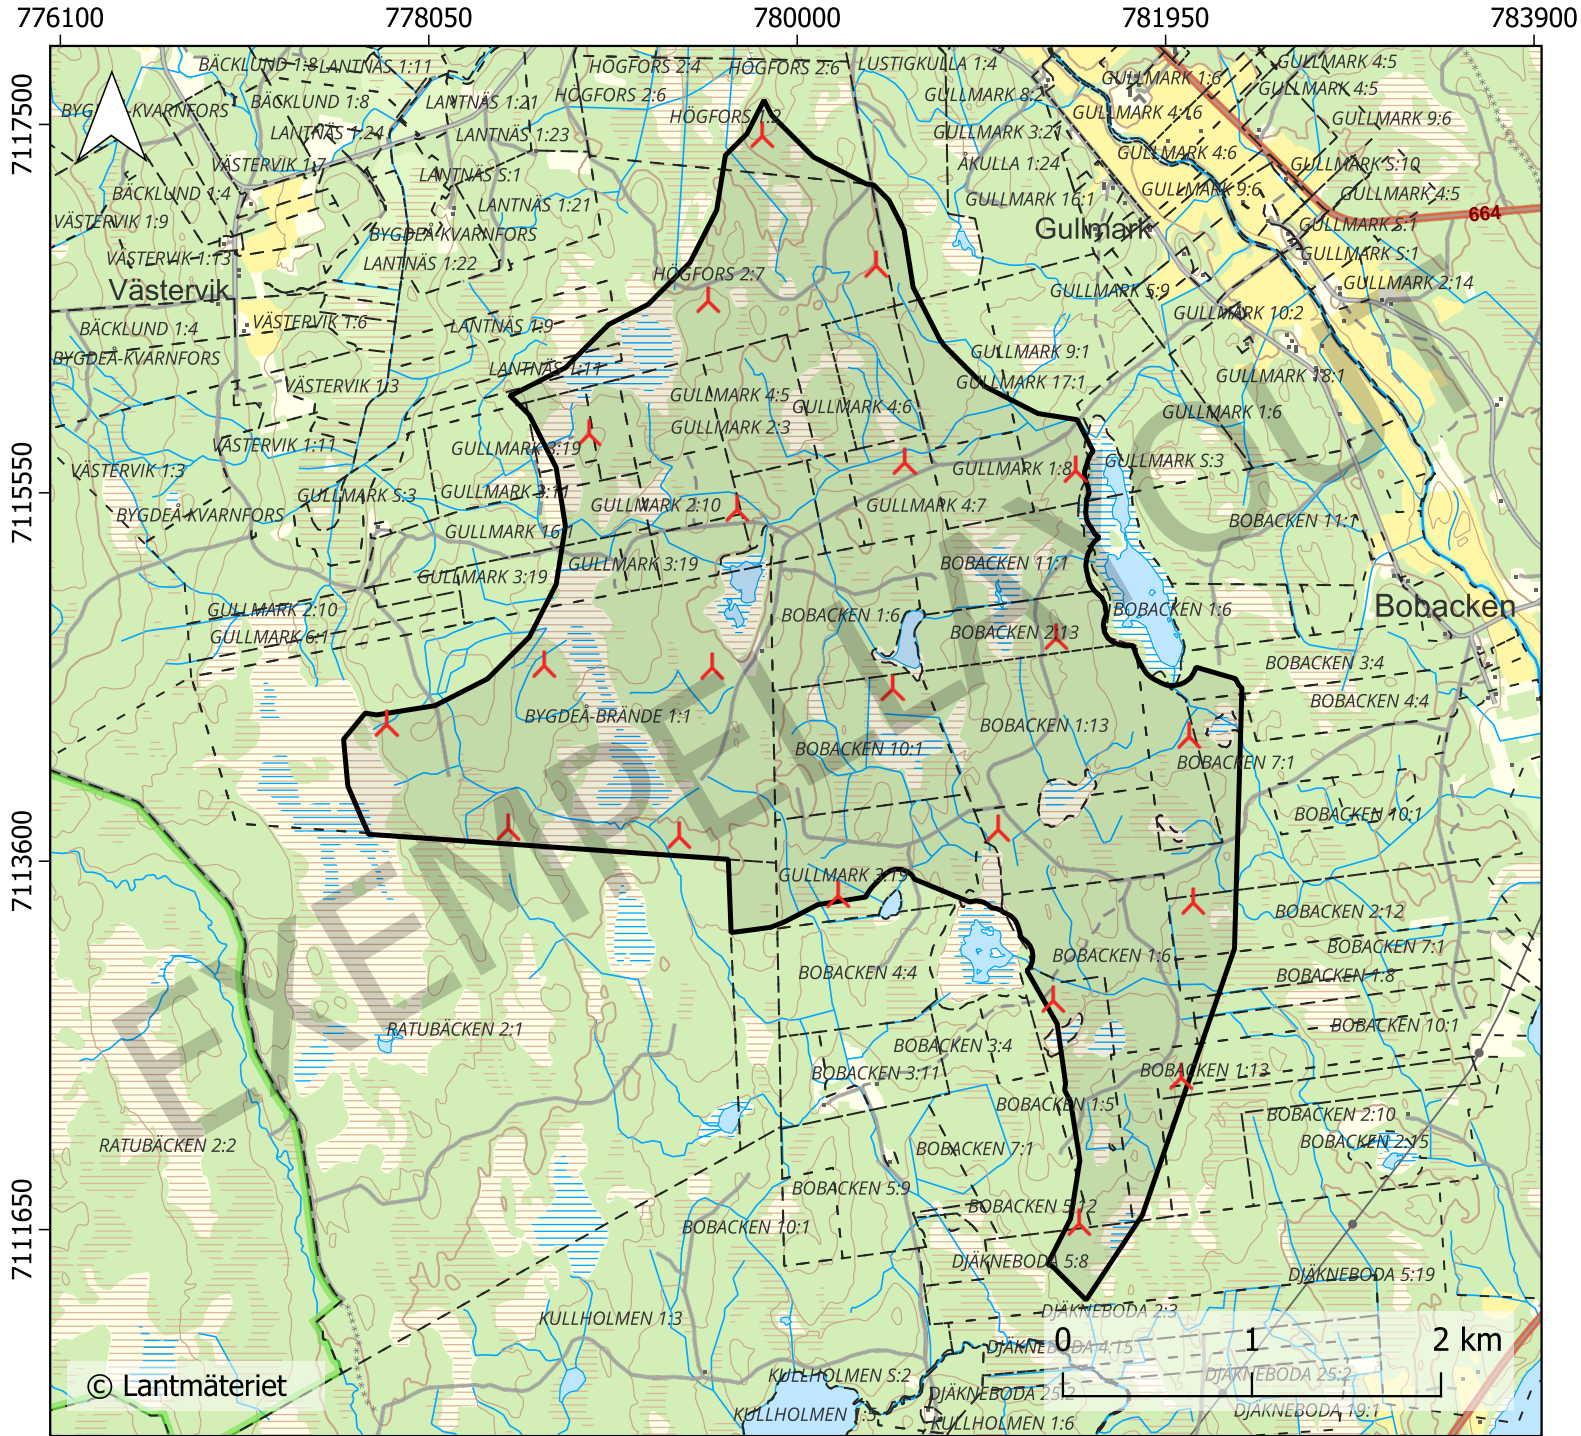 776100 778050 780000 781950 783900
7117500
7115550
7113600
7111650
BÄCKLUND 1:8
LANTNÄS 1:11
HÖGFORS 2:4
HÖGFORS 2:6
LUSTIGKULLA 1:4
GULLMARK 4:5
GULLMARK 1:6
GULLMARK 4:5
BÄCKLUND 1:8
LANTNÄS 1:21
HÖGFORS 2:6
GULLMARK 8:2
KVARNFORS
HÖGFORS
GULLMARK 4:16
GULLMARK 9:6
LANTNÄS 1:24
LANTNÄS 1:23
GULLMARK 3:21
GULLMARK 4:6
VÄSTERVIK 1:7
ÅKULLA 1:24
GULLMARK S:10
LANTNÄS S:1
BÄCKLUND 1:4
GULLMARK 16:1
GULLMARK 9:6
GULLMARK 4:5
LANTNÄS 1:21
664
VÄSTERVIK 1:9
BYGDEÅ-KVARNFORS
Gullmark
GULLMARK S:1
VÄSTERVIK 1:13
LANTNÄS 1:22
GULLMARK S:1
HÖGFORS 2:7
GULLMARK 2:14
Västervik
GULLMARK 5:9
BÄCKLUND 1:4
VÄSTERVIK 1:6
LANTNÄS 1:9
GULLMARK 10:2
BYGDEÅ-KVARNFORS
GULLMARK 9:1
LANTNÄS 1:11
GULLMARK 18:1
VÄSTERVIK 1:3
GULLMARK 17:1
GULLMARK 4:5
GULLMARK 4:6
GULLMARK 1:6
GULLMARK 2:3
VÄSTERVIK 1:11
GULLMARK 3:19
VÄSTERVIK 1:3
GULLMARK 1:8
GULLMARK S:3
GULLMARK S:3
GULLMARK 3:11
GULLMARK 2:10
GULLMARK 4:7
BYGDEÅ-KVARNFORS
BOBACKEN 11:1
GULLMARK 16
GULLMARK 3:19
GULLMARK 3:19
BOBACKEN 11:1
GULLMARK 2:10
BOBACKEN 1:6
BOBACKEN 1:6
Bobacken
GULLMARK 6:1
BOBACKEN 2:13
BOBACKEN 3:4
BOBACKEN 4:4
BYGDEÅ-BRÄNDE 1:1
BOBACKEN 1:13
BOBACKEN 10:1
BOBACKEN 7:1
BOBACKEN 10:1
GULLMARK 3:19
BOBACKEN 2:12
BOBACKEN 7:1
BOBACKEN 1:6
BOBACKEN 4:4
BOBACKEN 1:8
RATUBÄCKEN 2:1
BOBACKEN 10:1
BOBACKEN 3:4
BOBACKEN 3:11
BOBACKEN 1:13
BOBACKEN 1:5
BOBACKEN 2:10
RATUBÄCKEN 2:2
BOBACKEN 7:1
BOBACKEN 2:15
BOBACKEN 5:9
BOBACKEN 5:12
BOBACKEN 10:1
DJÄKNEBODA 5:8
DJÄKNEBODA 5:19
KULLHOLMEN 1:3
DJÄKNEBODA 2:3
DJÄKNEBODA 4:15
KULLHOLMEN S:2
DJÄKNEBODA 25:2
DJÄKNEBODA 25:2
KULLHOLMEN 1:5
KULLHOLMEN 1:6
DJÄKNEBODA 19:1
0 1 2 km
© Lantmäteriet
EXEMPELLAYOUT